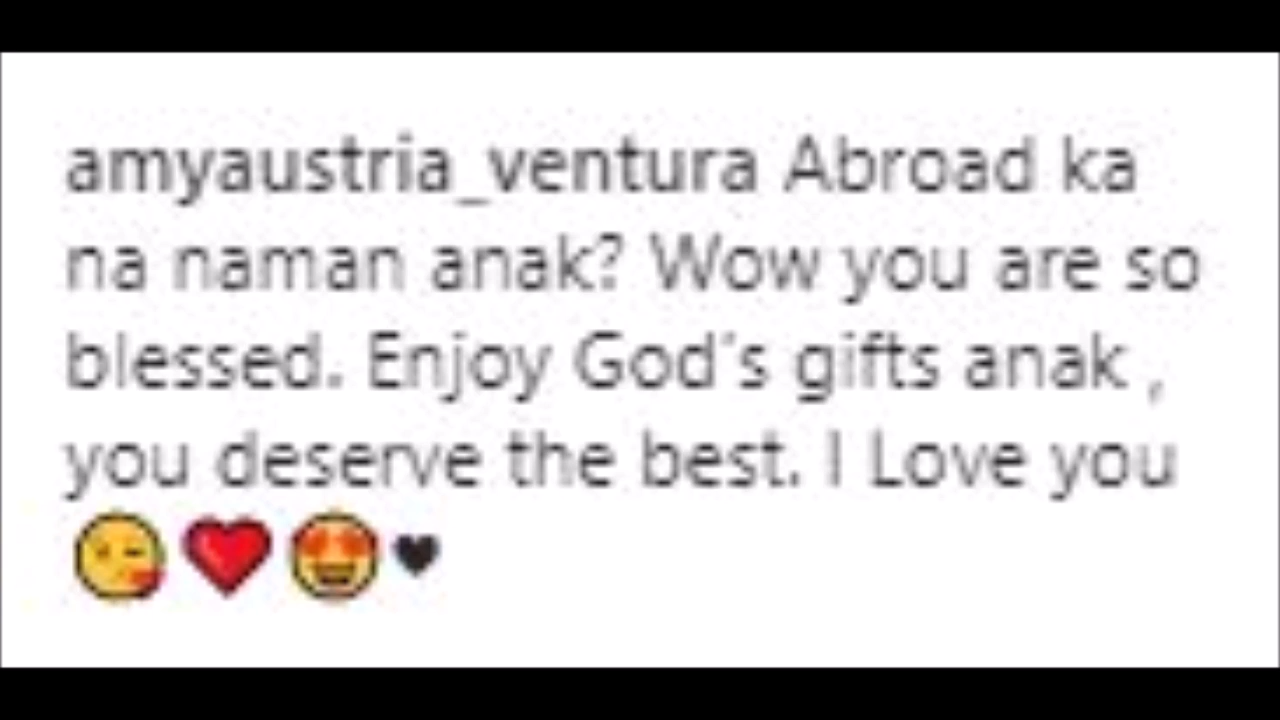 amyaustria_ventura Abroad ka
na naman anak? Wow you are so
blessed. Enjoy God's gifts anak ,
you deserve the best. I Love you
😘❤️😍🖤